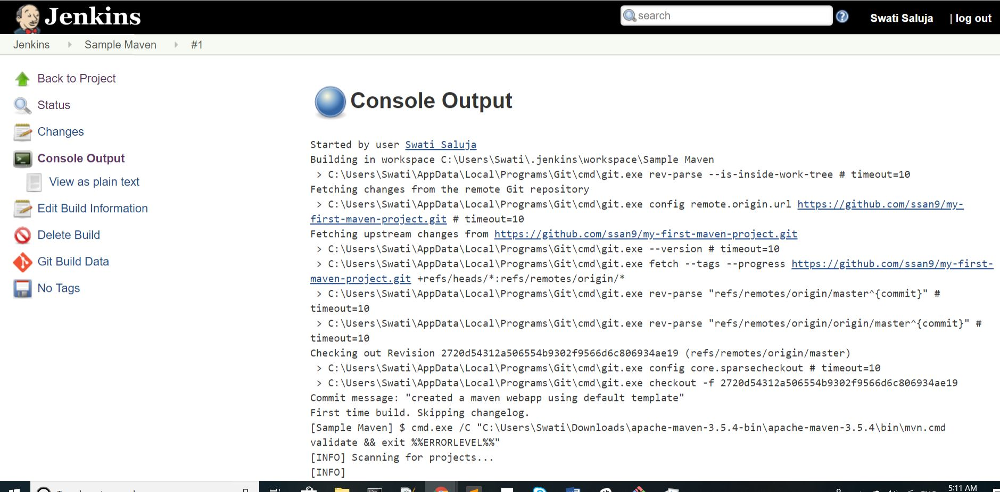 Jenkins
search
Swati Saluja
| log out
Jenkins
Sample Maven
#1
Back to Project
Status
Changes
Console Output
View as plain text
Edit Build Information
Delete Build
Git Build Data
No Tags
Console Output
Started by user Swati Saluja
Building in workspace C:\Users\Swati\.jenkins\workspace\Sample Maven
> C:\Users\Swati\AppData\Local\Programs\Git\cmd\git.exe rev-parse --is-inside-work-tree # timeout=10
Fetching changes from the remote Git repository
> C:\Users\Swati\AppData\Local\Programs\Git\cmd\git.exe config remote.origin.url https://github.com/ssan9/my-
first-maven-project.git # timeout=10
Fetching upstream changes from https://github.com/ssan9/my-first-maven-project.git
> C:\Users\Swati\AppData\Local\Programs\Git\cmd\git.exe --version # timeout=10
> C:\Users\Swati\AppData\Local\Programs\Git\cmd\git.exe fetch --tags --progress https://github.com/ssan9/my-first-
maven-project.git +refs/heads/*:refs/remotes/origin/*
> C:\Users\Swati\AppData\Local\Programs\Git\cmd\git.exe rev-parse "refs/remotes/origin/master^{commit}" #
timeout=10
> C:\Users\Swati\AppData\Local\Programs\Git\cmd\git.exe rev-parse "refs/remotes/origin/origin/master^{commit}" #
timeout=10
Checking out Revision 2720d54312a506554b9302f9566d6c806934ae19 (refs/remotes/origin/master)
> C:\Users\Swati\AppData\Local\Programs\Git\cmd\git.exe config core.sparsecheckout # timeout=10
> C:\Users\Swati\AppData\Local\Programs\Git\cmd\git.exe checkout -f 2720d54312a506554b9302f9566d6c806934ae19
Commit message: "created a maven webapp using default template"
First time build. Skipping changelog.
[Sample Maven] $ cmd.exe /C "C:\Users\Swati\Downloads\apache-maven-3.5.4-bin\apache-maven-3.5.4\bin\mvn.cmd
validate && exit %%ERRORLEVEL%%"
[INFO] Scanning for projects...
[INFO]
5:11 AM